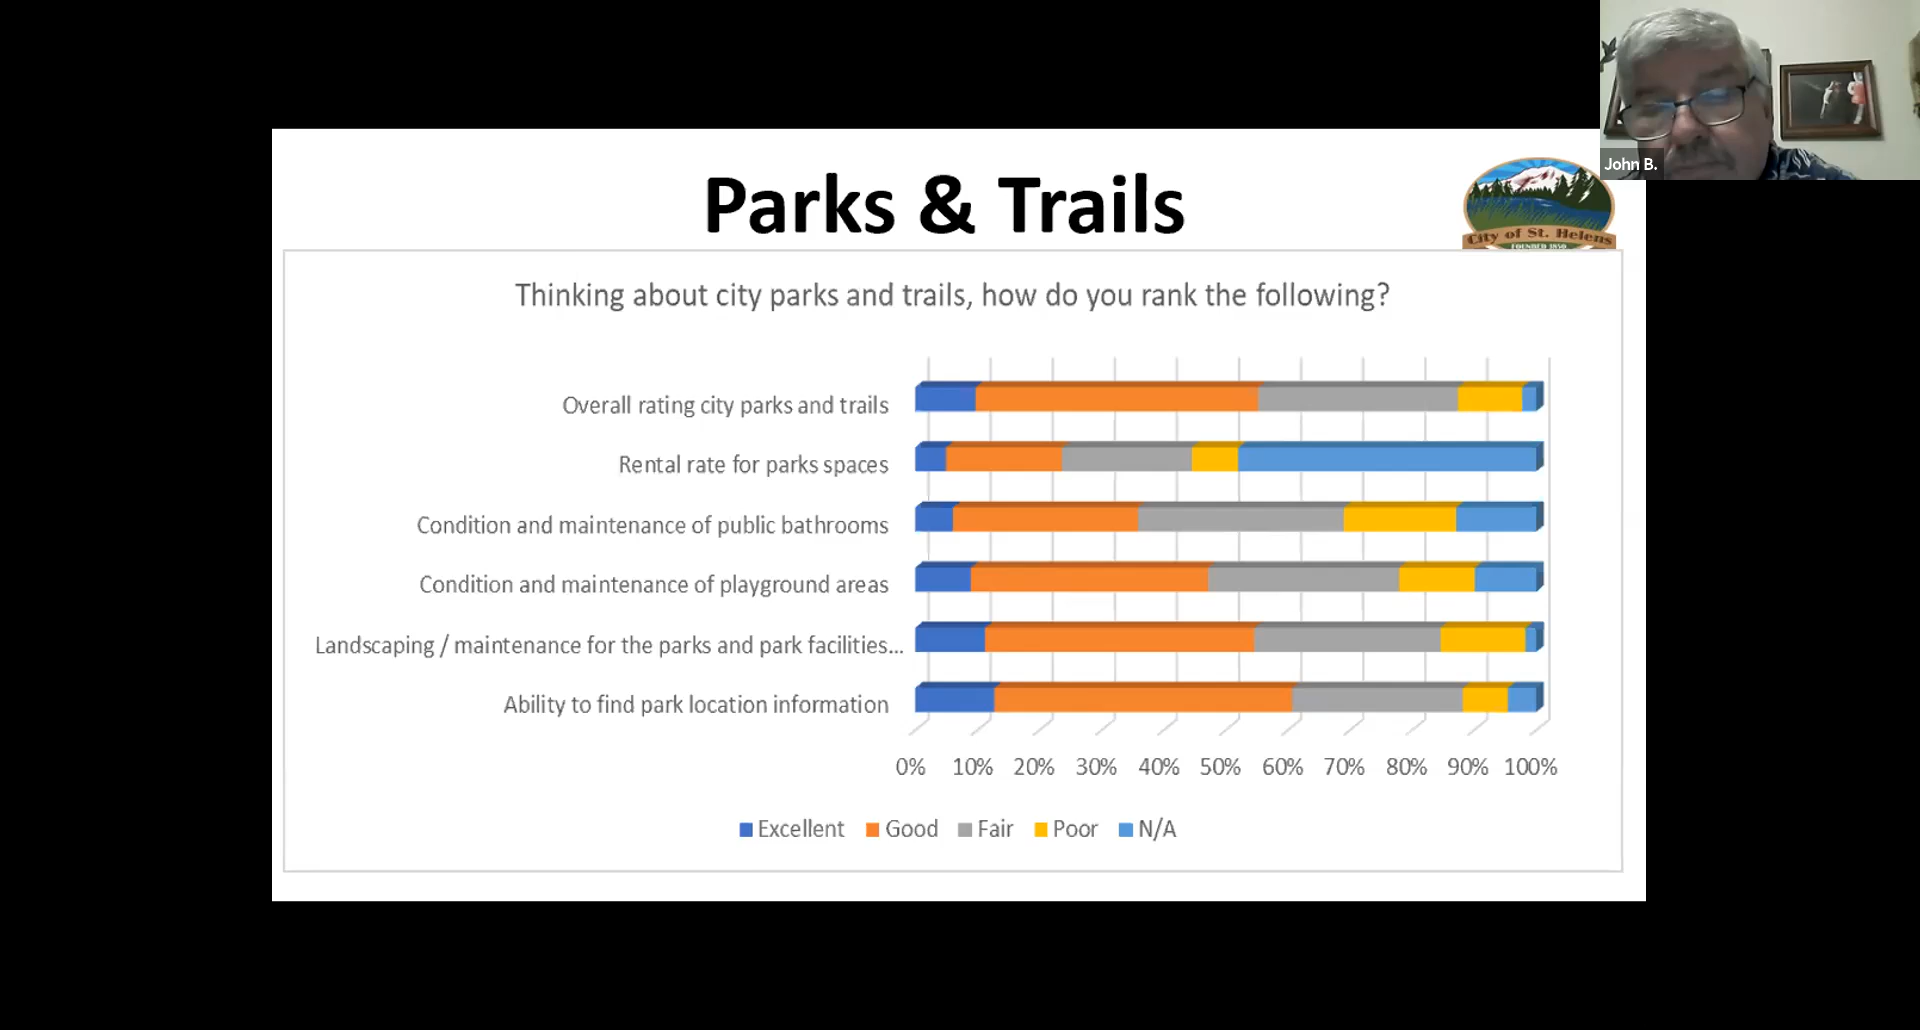 John B.
Parks & Trails
City of St. Helens
FOUNDED 1850
Thinking about city parks and trails, how do you rank the following?
Overall rating city parks and trails
Rental rate for parks spaces
Condition and maintenance of public bathrooms
Condition and maintenance of playground areas
Landscaping / maintenance for the parks and park facilities...
Ability to find park location information
0% 10% 20% 30% 40% 50% 60% 70% 80% 90% 100%
Excellent Good Fair Poor N/A